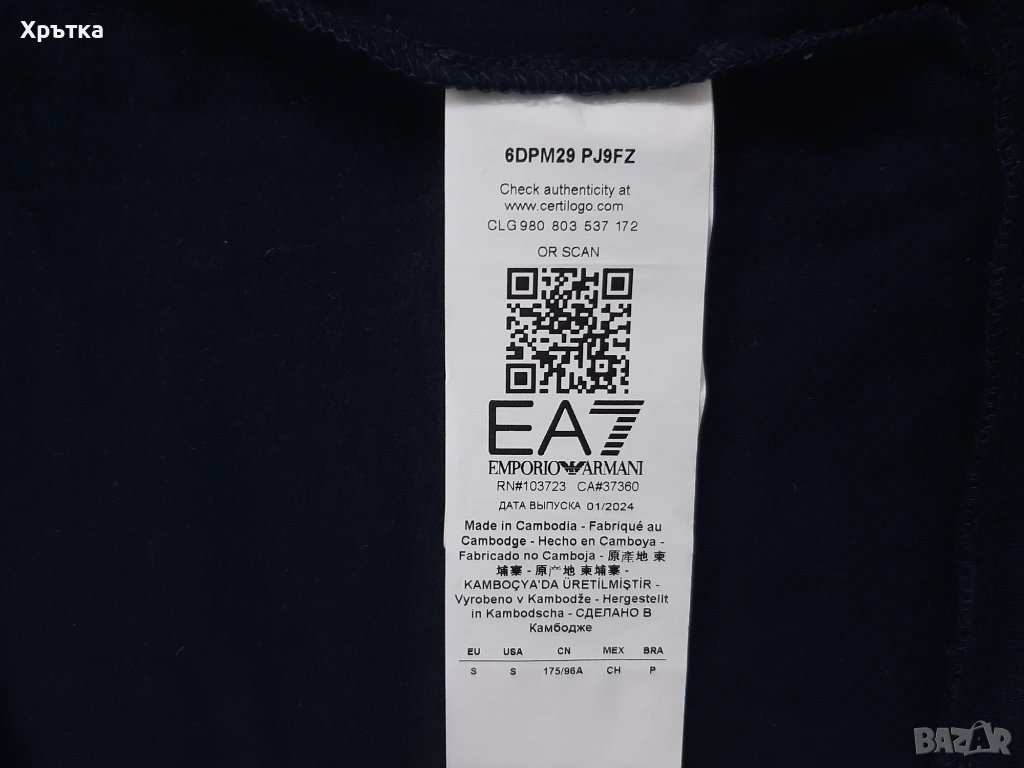 Хрътка
6DPM29 PJ9FZ
Check authenticity at
www.certilogo.com
CLG 980 803 537 172
OR SCAN
EA7
EMPORIO ARMANI
RN#103723 CA#37360
ДАТА ВЫПУСКА 01/2024
Made in Cambodia - Fabriqué au
Cambodge - Hecho en Camboya -
Fabricado no Camboja - 原產地 柬
埔寨 - 原产地 柬埔寨 -
KAMBOÇYA'DA ÜRETİLMİŞTİR -
Vyrobeno v Kambodže - Hergestellt
in Kambodscha - СДЕЛАНО В
Камбодже
EU USA CN MEX BRA
S S 175/96A CH P
BAZAR